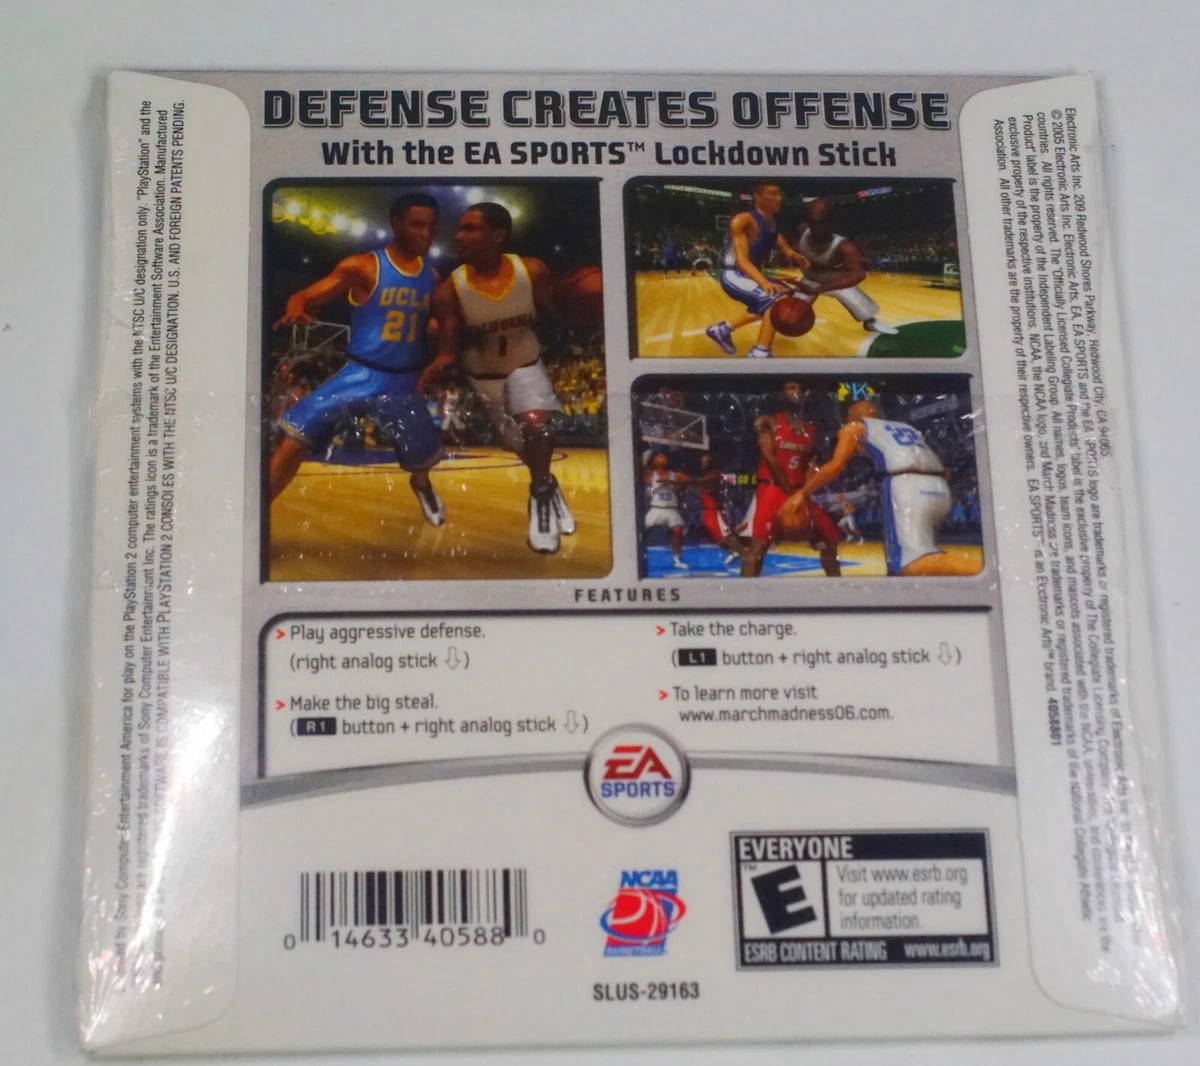 DEFENSE CREATES OFFENSE
With the EA SPORTS™ Lockdown Stick
UCLA
21
CALIFORNIA
1
5
22
33
FEATURES
> Play aggressive defense.
(right analog stick ⇩)
> Make the big steal.
(R1 button + right analog stick ⇩)
> Take the charge.
(L1 button + right analog stick ⇩)
> To learn more visit
www.marchmadness06.com.
EA
SPORTS
0 14633 40588 0
NCAA
BASKETBALL
SLUS-29163
EVERYONE
E™
Visit www.esrb.org
for updated rating
information.
ESRB CONTENT RATING www.esrb.org
by Sony Computer Entertainment America for play on the PlayStation 2 computer entertainment systems with the NTSC U/C designation only. "PlayStation" and the
are registered trademarks of Sony Computer Entertainment Inc. The ratings icon is a trademark of the Entertainment Software Association. Manufactured
SOFTWARE IS COMPATIBLE WITH PLAYSTATION 2 CONSOLES WITH THE NTSC U/C DESIGNATION. U.S. AND FOREIGN PATENTS PENDING.
Electronic Arts Inc. 209 Redwood Shores Parkway, Redwood City, CA 94065
© 2005 Electronic Arts Inc. Electronic Arts, EA, EA SPORTS and the EA SPORTS logo are trademarks or registered trademarks of Electronic Arts Inc.
countries. All rights reserved. The "Officially Licensed Collegiate Products" label is the exclusive property of The Collegiate Licensing Company.
Product" label is the property of the Independent Labeling Group. All names, logos, team icons, and mascots associated with the NCAA, universities, and conferences are the
exclusive property of the respective institutions. NCAA, the NCAA logo, and March Madness are trademarks or registered trademarks of the National Collegiate Athletic
Association. All other trademarks are the property of their respective owners. EA SPORTS™ is an Electronic Arts™ brand. 4058801